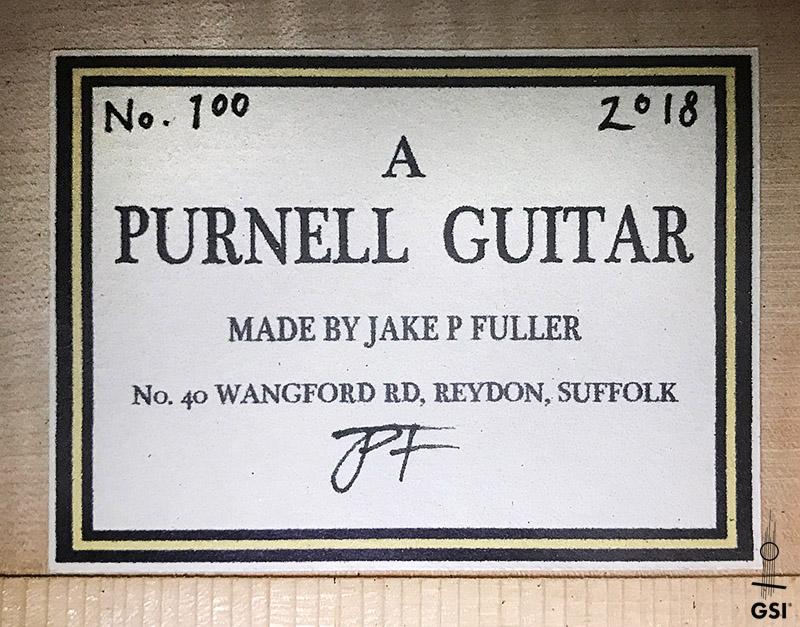 No. 100 2018
A
PURNELL GUITAR
MADE BY JAKE P FULLER
No. 40 WANGFORD RD, REYDON, SUFFOLK
JPF
GSI